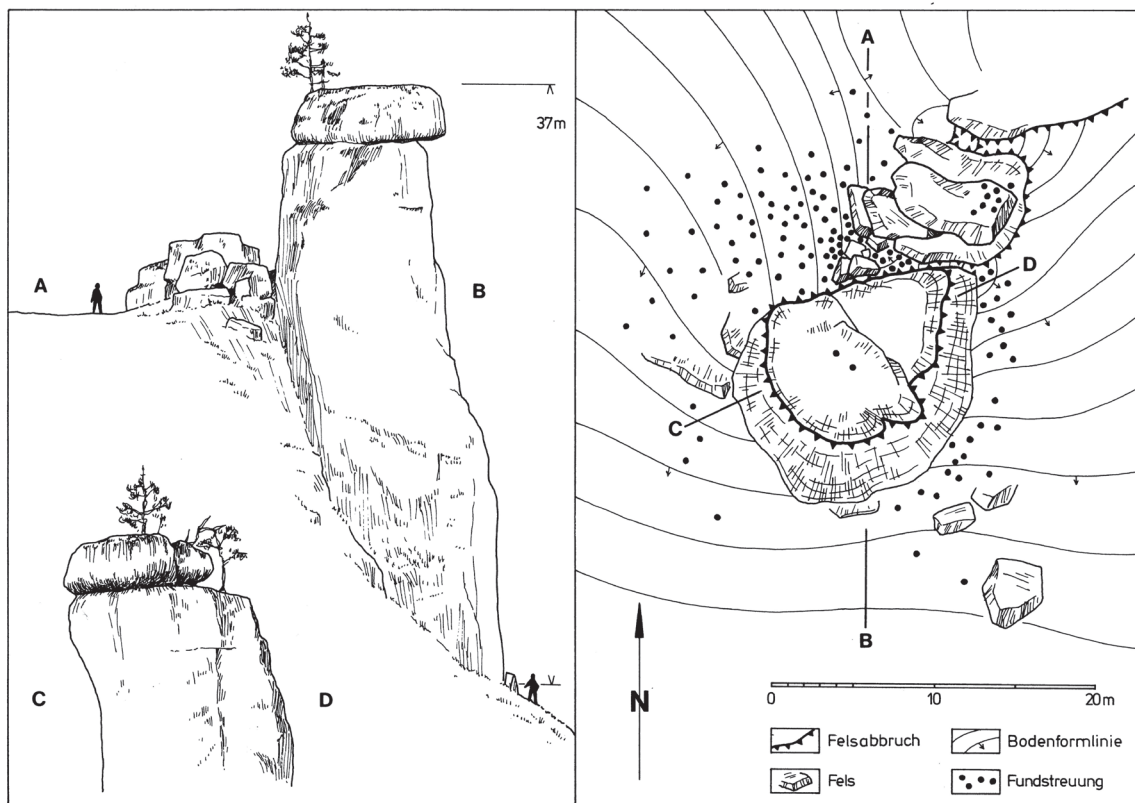 37m
A
B
C
D
A
D
C
B
N
0 10 20m
Felsabbruch
Bodenformlinie
Fels
Fundstreuung